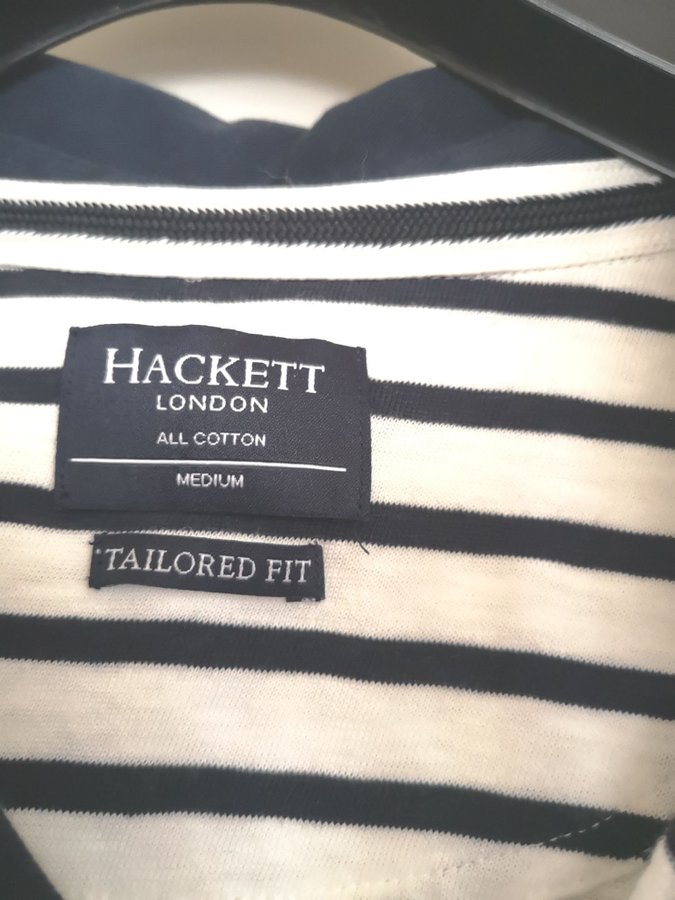 HACKETT
LONDON
ALL COTTON
MEDIUM
TAILORED FIT